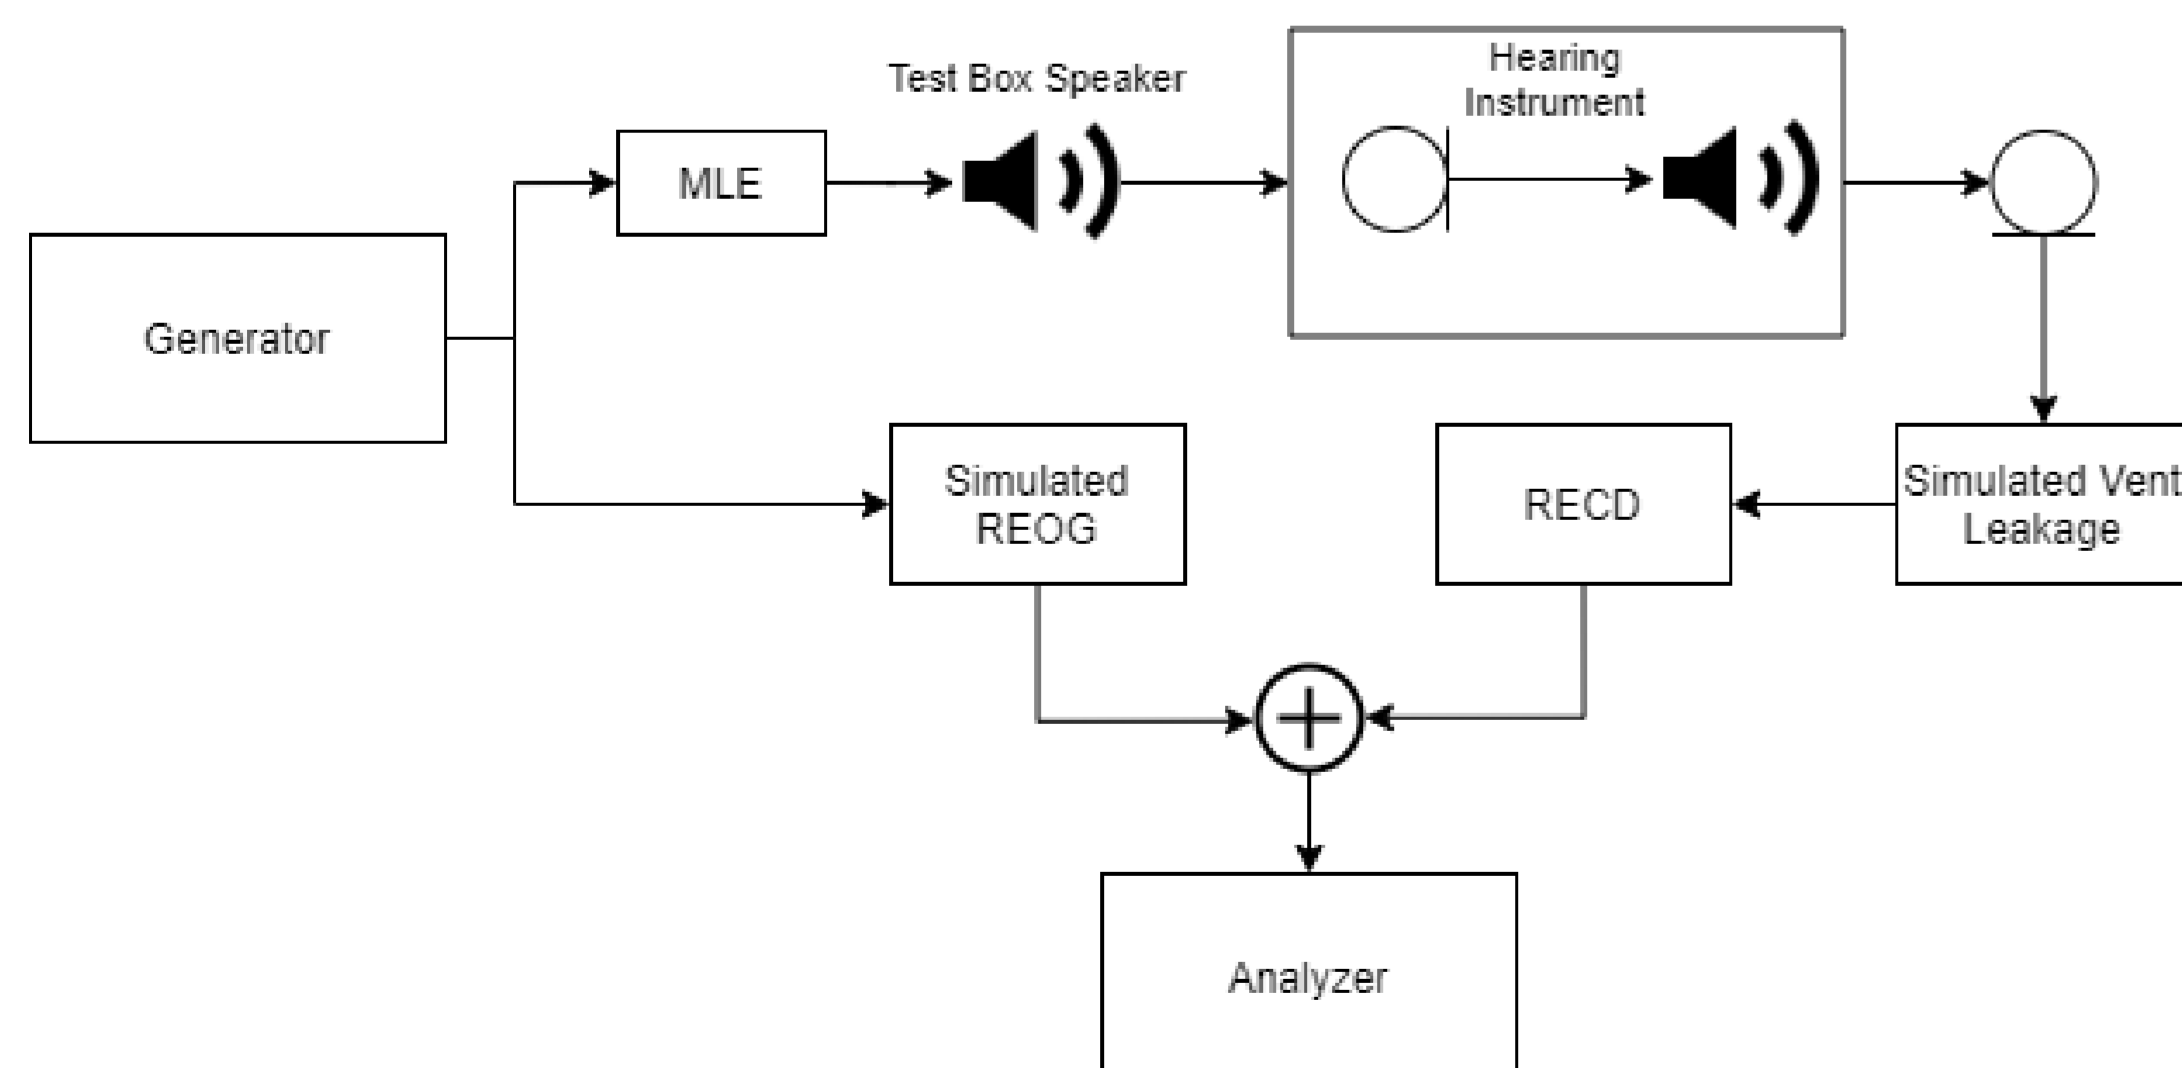 Test Box Speaker
Hearing
Instrument
MLE
Generator
Simulated
REOG
RECD
Simulated Vent
Leakage
Analyzer